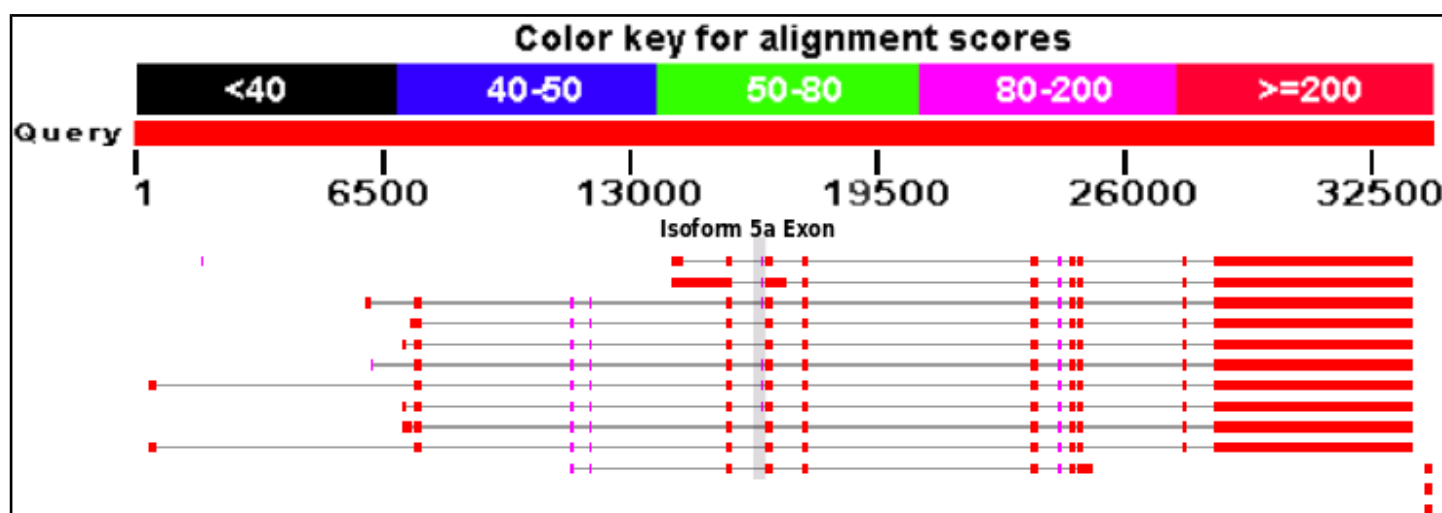 Color key for alignment scores
<40 40-50 50-80 80-200 >=200
Query
1 6500 13000 19500 26000 32500
Isoform 5a Exon